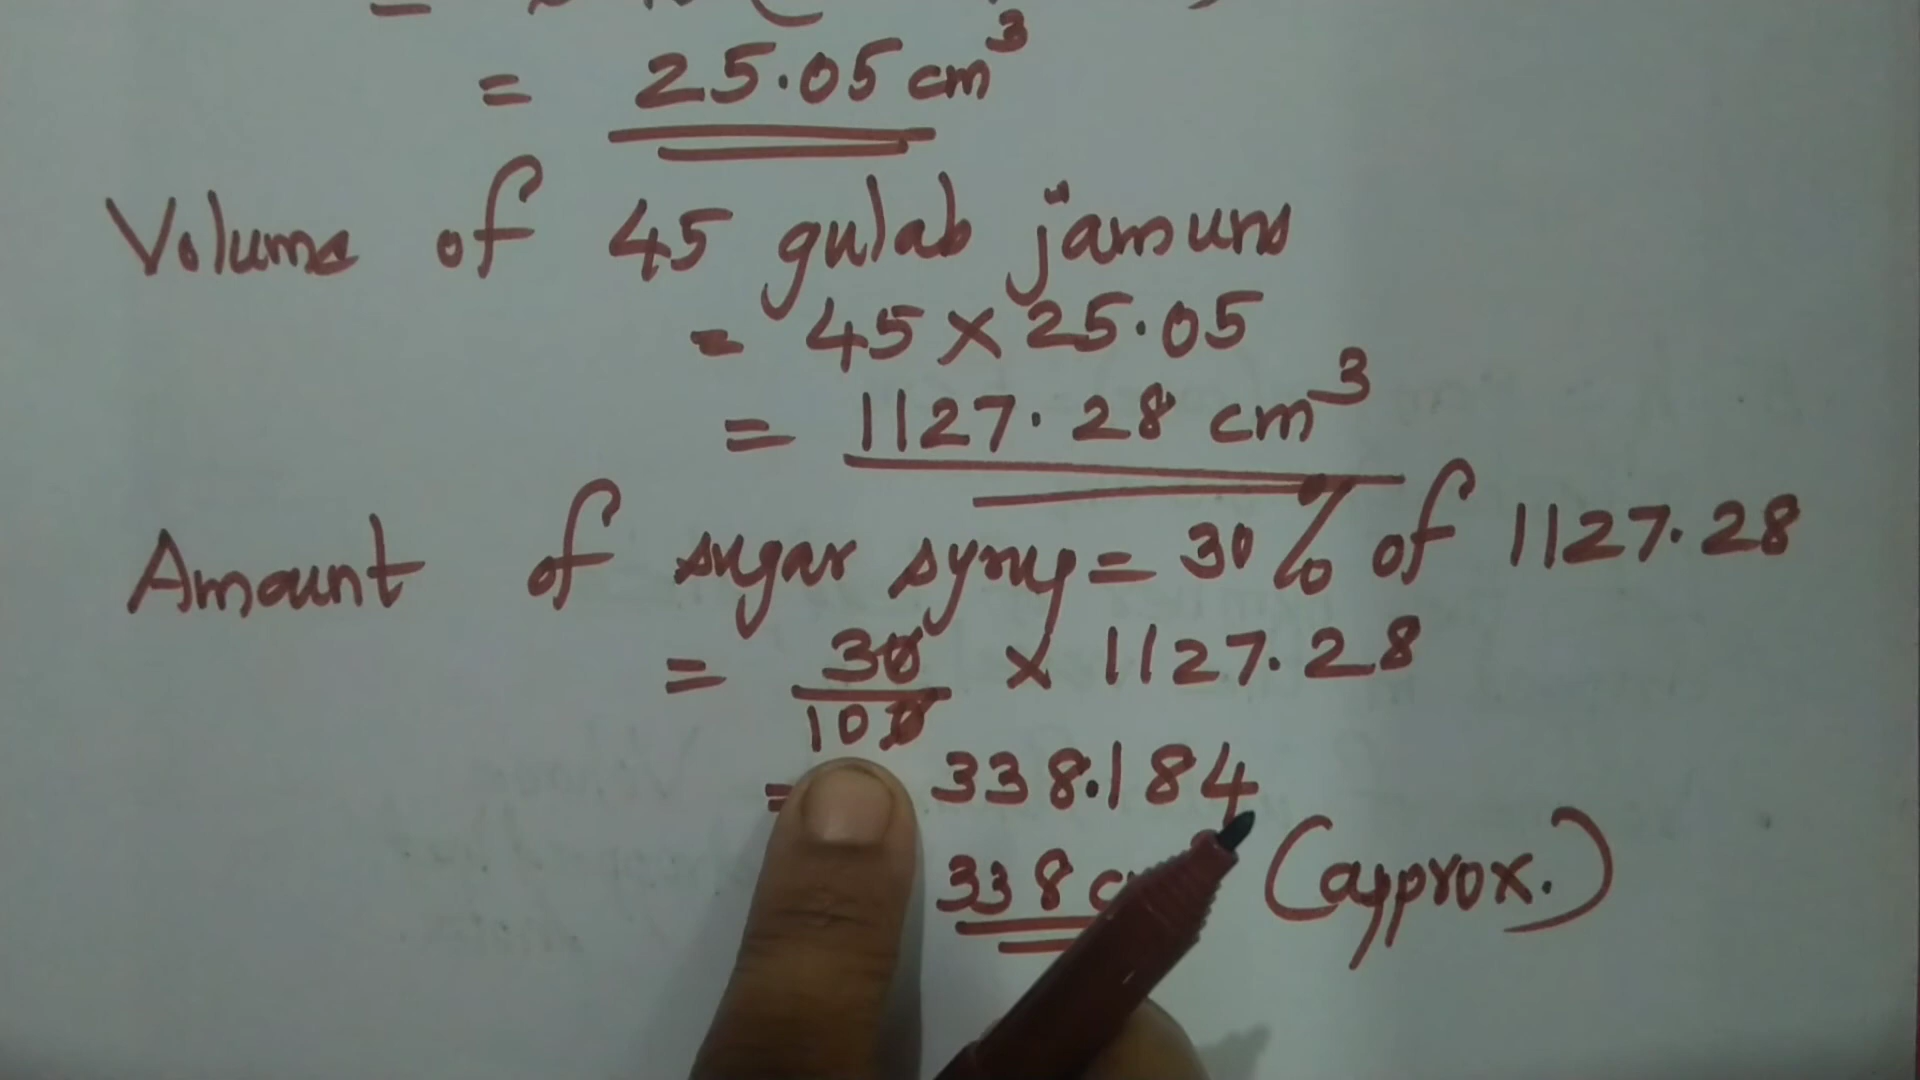 = 25.05 cm³
Volume of 45 gulab jamuns
= 45 × 25.05
= 1127.28 cm³
Amount of sugar syrup = 30% of 1127.28
= 30/100 × 1127.28
= 338.184
338 c (approx.)